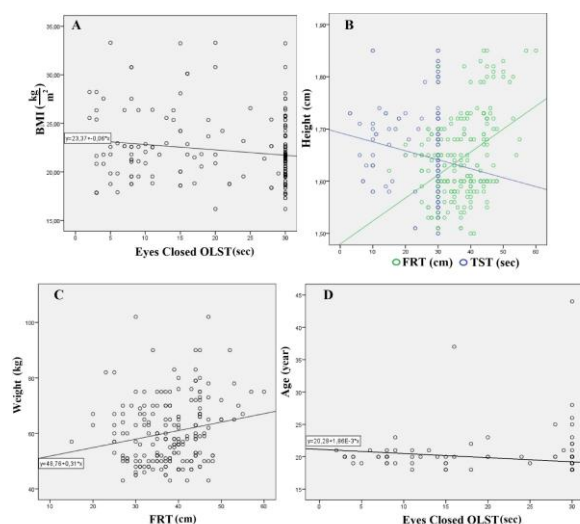 A
35,00
30,00
25,00
20,00
15,00
BMI (kg/m²)
y=23,37+-0,06*x
0 5 10 15 20 25 30
Eyes Closed OLST(sec)
B
1,90
1,80
1,70
1,60
1,50
Height (cm)
0 10 20 30 40 50 60
FRT (cm) TST (sec)
C
100
80
60
40
Weight (kg)
y=48,76+0,31*x
10 20 30 40 50 60
FRT (cm)
D
45
40
35
30
25
20
15
Age (year)
y=20,28+1,86E-3*x
0 5 10 15 20 25 30
Eyes Closed OLST(sec)